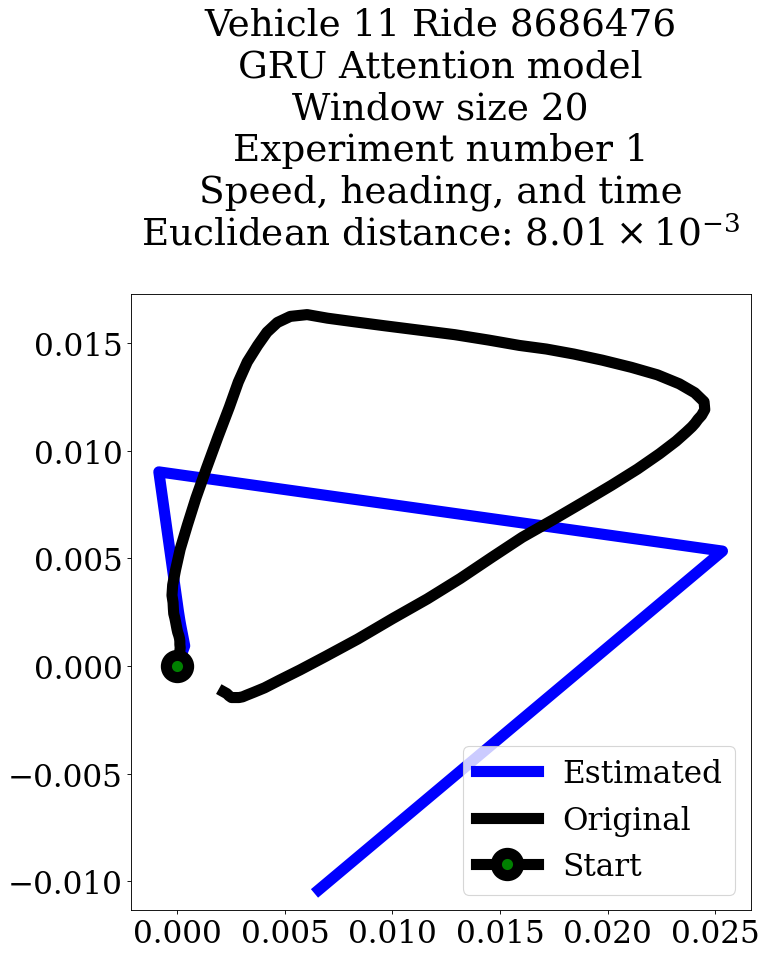 Vehicle 11 Ride 8686476
GRU Attention model
Window size 20
Experiment number 1
Speed, heading, and time
Euclidean distance: 8.01 × 10⁻³
0.015
0.010
0.005
0.000
−0.005
−0.010
Estimated
Original
Start
0.000 0.005 0.010 0.015 0.020 0.025